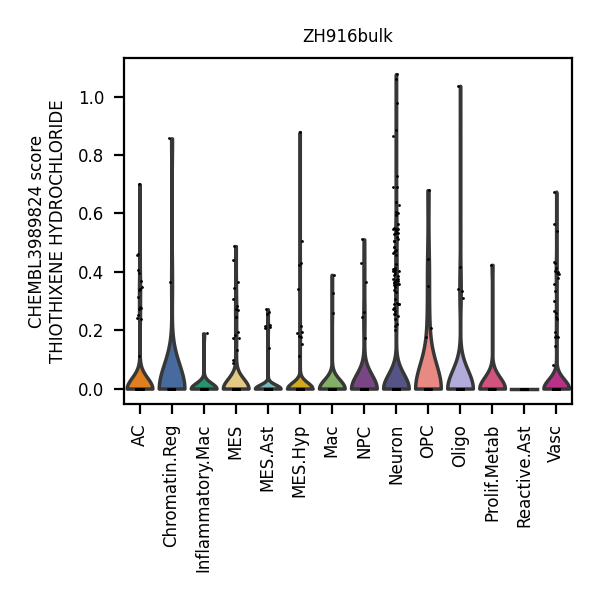 ZH916bulk
CHEMBL3989824 score
THIOTHIXENE HYDROCHLORIDE
1.0
0.8
0.6
0.4
0.2
0.0
AC
Chromatin.Reg
Inflammatory.Mac
MES
MES.Ast
MES.Hyp
Mac
NPC
Neuron
OPC
Oligo
Prolif.Metab
Reactive.Ast
Vasc